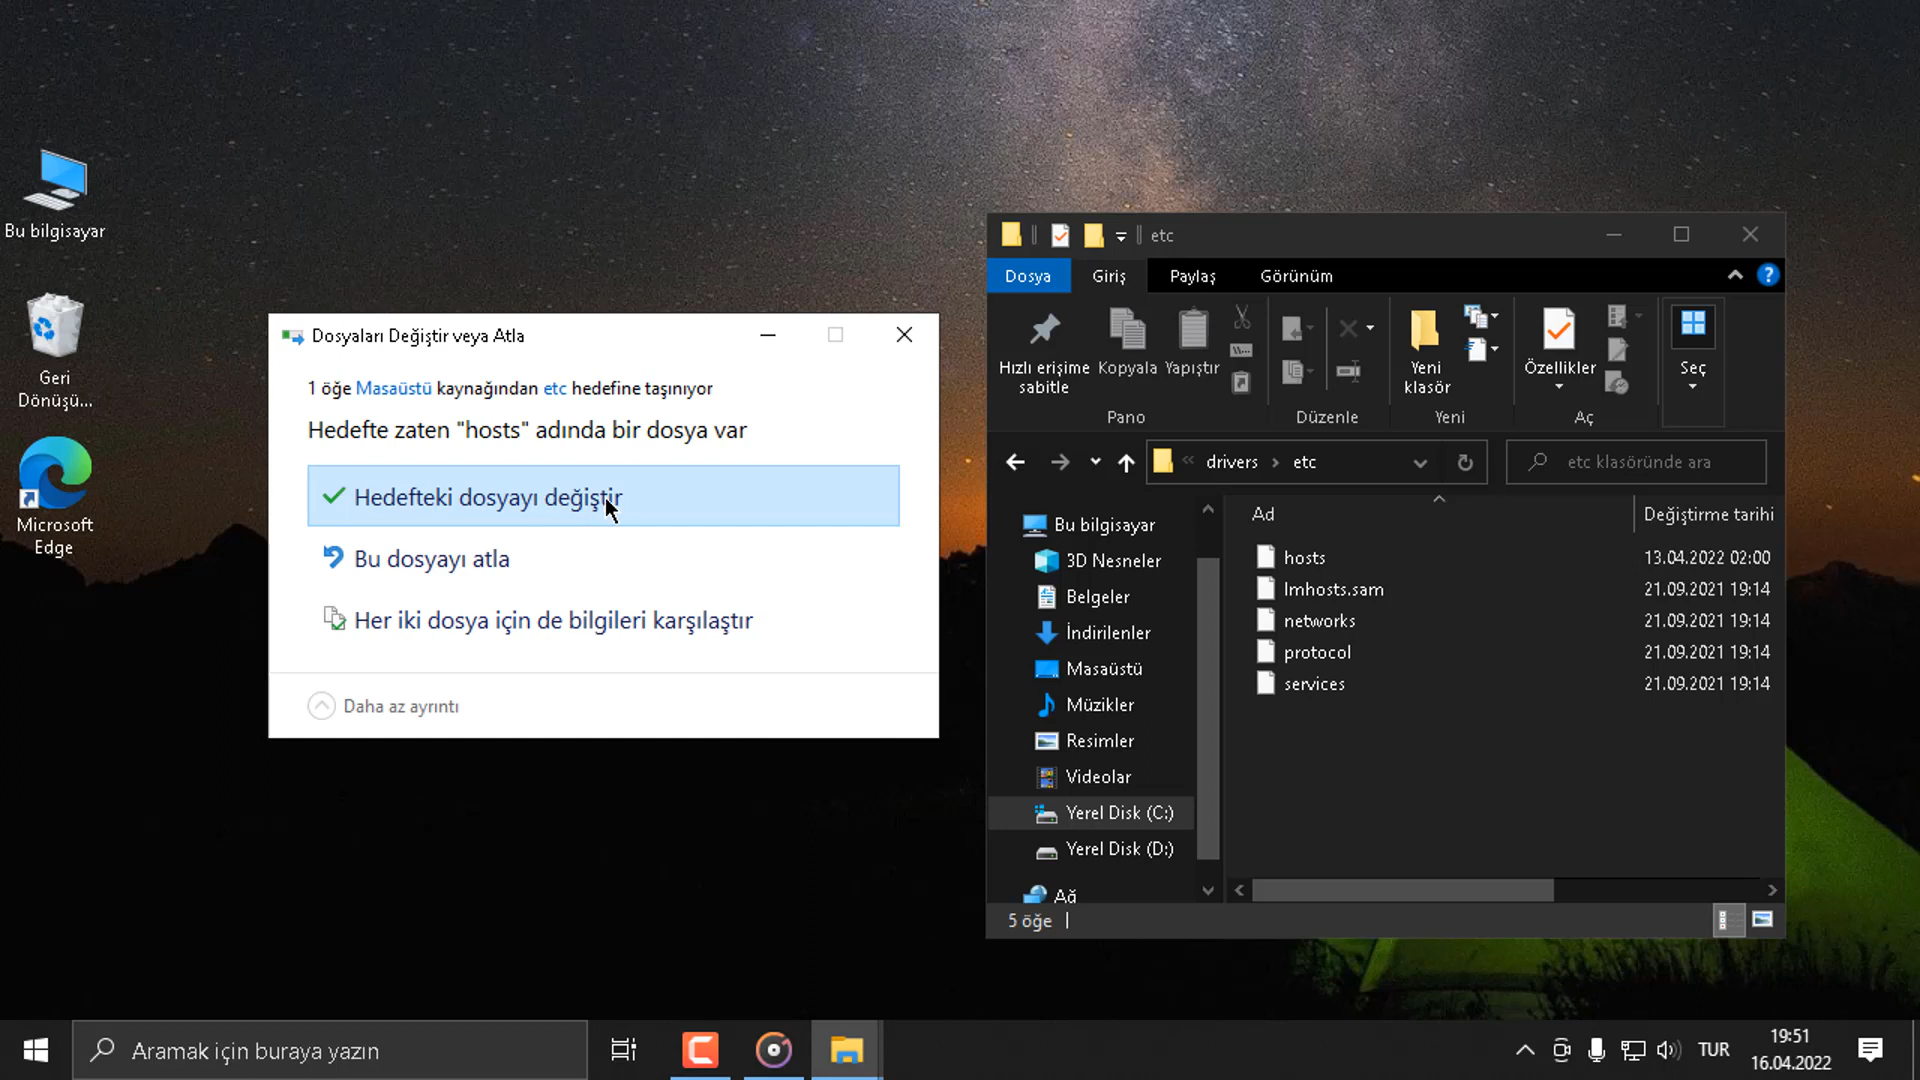 Bu bilgisayar
Geri
Dönüşü...
Microsoft
Edge
Dosyaları Değiştir veya Atla
1 öğe Masaüstü kaynağından etc hedefine taşınıyor
Hedefte zaten "hosts" adında bir dosya var
Hedefteki dosyayı değiştir
Bu dosyayı atla
Her iki dosya için de bilgileri karşılaştır
Daha az ayrıntı
etc
Dosya Giriş Paylaş Görünüm
Hızlı erişime
sabitle
Kopyala
Yapıştır
Yeni
klasör
Özellikler
Seç
Pano Düzenle Yeni Aç
« drivers › etc
etc klasöründe ara
Bu bilgisayar
3D Nesneler
Belgeler
İndirilenler
Masaüstü
Müzikler
Resimler
Videolar
Yerel Disk (C:)
Yerel Disk (D:)
Ağ
Ad Değiştirme tarihi
hosts 13.04.2022 02:00
lmhosts.sam 21.09.2021 19:14
networks 21.09.2021 19:14
protocol 21.09.2021 19:14
services 21.09.2021 19:14
5 öğe
Aramak için buraya yazın
TUR
19:51
16.04.2022